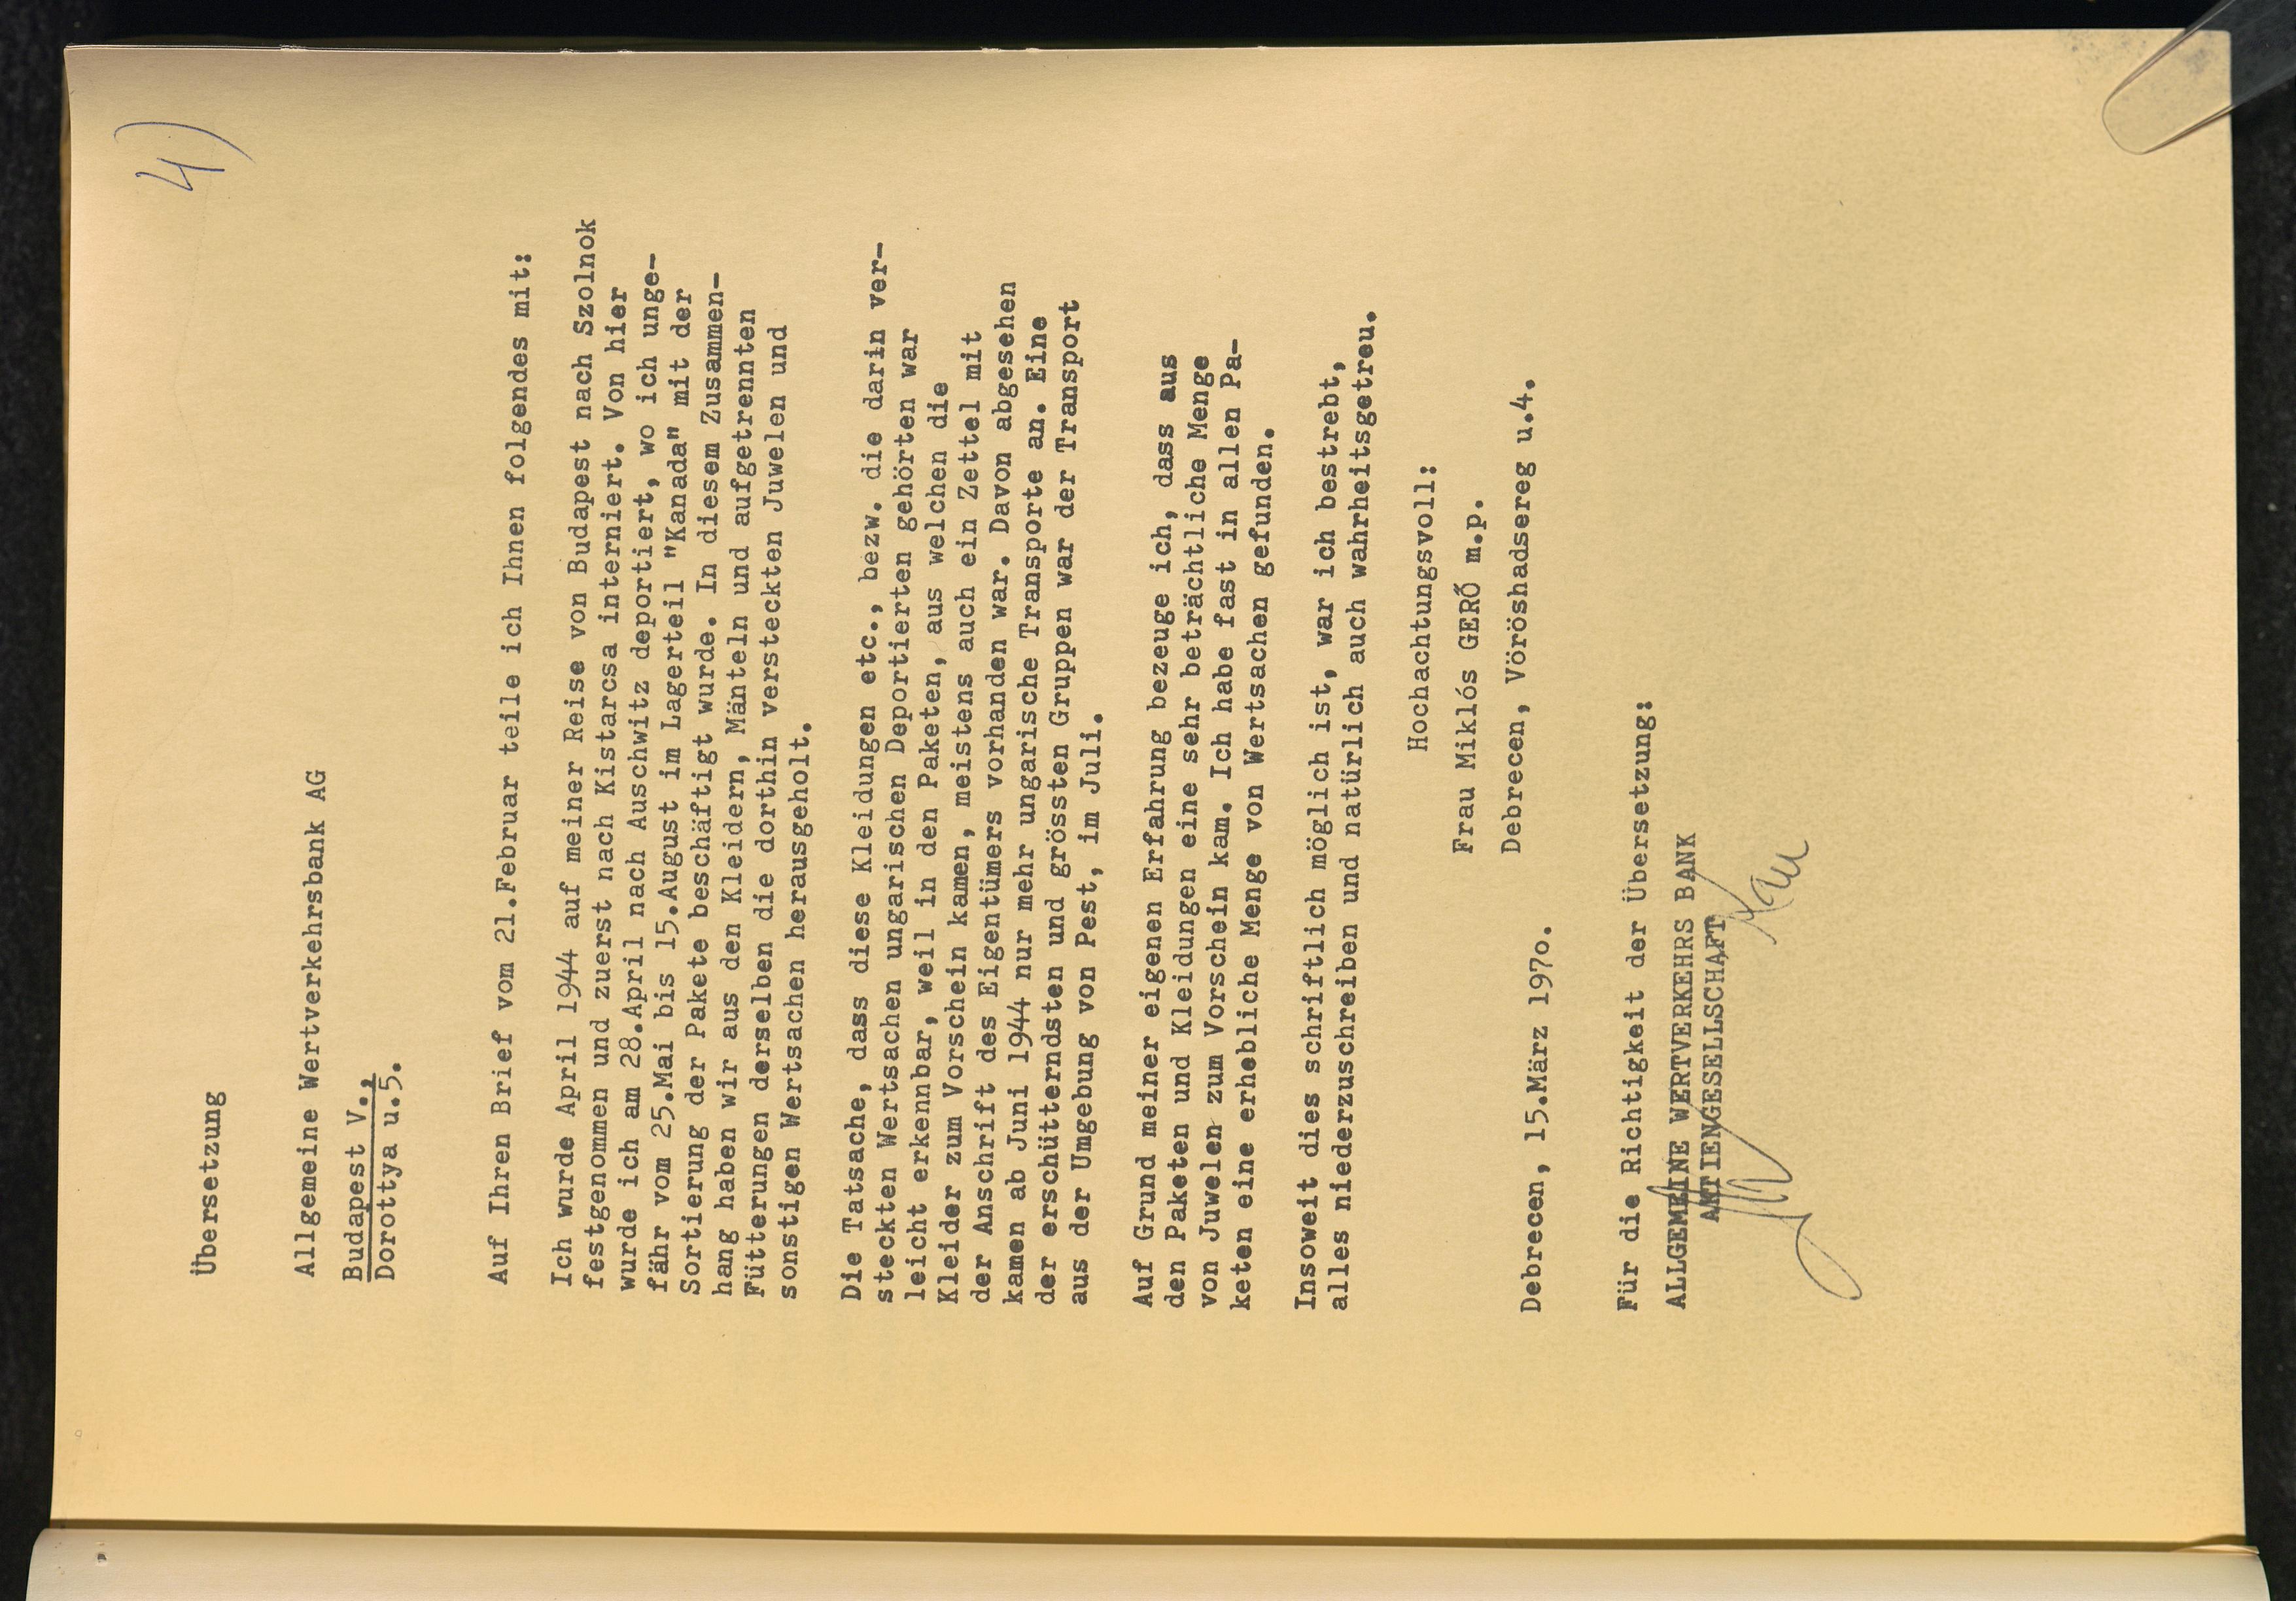 4)
Übersetzung
Allgemeine Wertverkehrsbank AG
Budapest V.,
Dorottya u.5.
Auf Ihren Brief vom 21.Februar teile ich Ihnen folgendes mit:
Ich wurde April 1944 auf meiner Reise von Budapest nach Szolnok
festgenommen und zuerst nach Kistarcsa interniert. Von hier
wurde ich am 28.April nach Auschwitz deportiert, wo ich unge-
fähr vom 25.Mai bis 15.August im Lagerteil "Kanada" mit der
Sortierung der Pakete beschäftigt wurde. In diesem Zusammen-
hang haben wir aus den Kleidern, Mänteln und aufgetrennten
Fütterungen derselben die dorthin versteckten Juwelen und
sonstigen Wertsachen herausgeholt.
Die Tatsache, dass diese Kleidungen etc., bezw. die darin ver-
steckten Wertsachen ungarischen Deportierten gehörten war
leicht erkennbar, weil in den Paketen, aus welchen die
Kleider zum Vorschein kamen, meistens auch ein Zettel mit
der Anschrift des Eigentümers vorhanden war. Davon abgesehen
kamen ab Juni 1944 nur mehr ungarische Transporte an. Eine
der erschütterndsten und grössten Gruppen war der Transport
aus der Umgebung von Pest, im Juli.
Auf Grund meiner eigenen Erfahrung bezeuge ich, dass aus
den Paketen und Kleidungen eine sehr beträchtliche Menge
von Juwelen zum Vorschein kam. Ich habe fast in allen Pa-
keten eine erhebliche Menge von Wertsachen gefunden.
Insoweit dies schriftlich möglich ist, war ich bestrebt,
alles niederzuschreiben und natürlich auch wahrheitsgetreu.
Hochachtungsvoll:
Frau Miklós GERŐ m.p.
Debrecen, Vöröshadsereg u.4.
Debrecen, 15.März 1970.
Für die Richtigkeit der Übersetzung:
ALLGEMEINE WERTVERKEHRS BANK
AKTIENGESELLSCHAFT